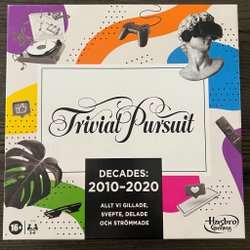 Trivial Pursuit
DECADES:
2010-2020
ALLT VI GILLADE,
SVEPTE, DELADE
OCH STRÖMMADE
16+
Hasbro
Gaming